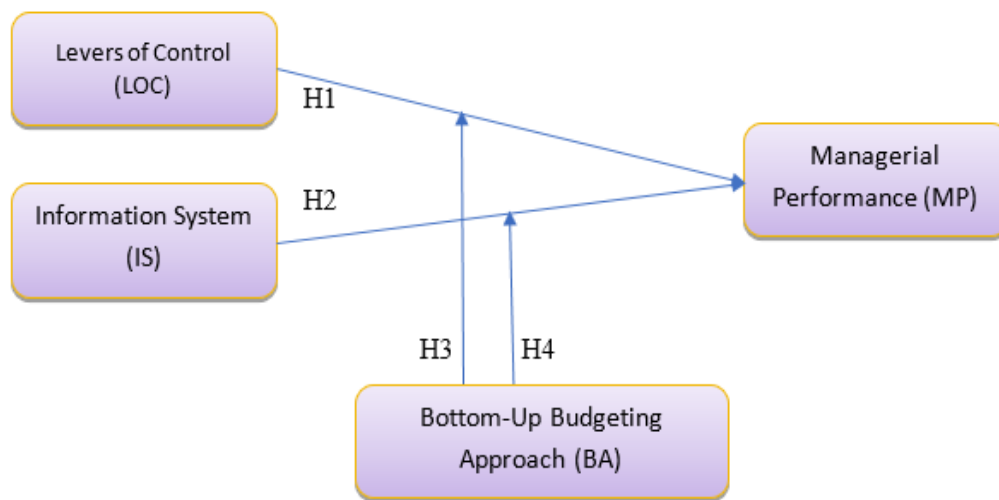 Levers of Control
(LOC)
H1
Managerial
Performance (MP)
Information System
(IS)
H2
H3
H4
Bottom-Up Budgeting
Approach (BA)